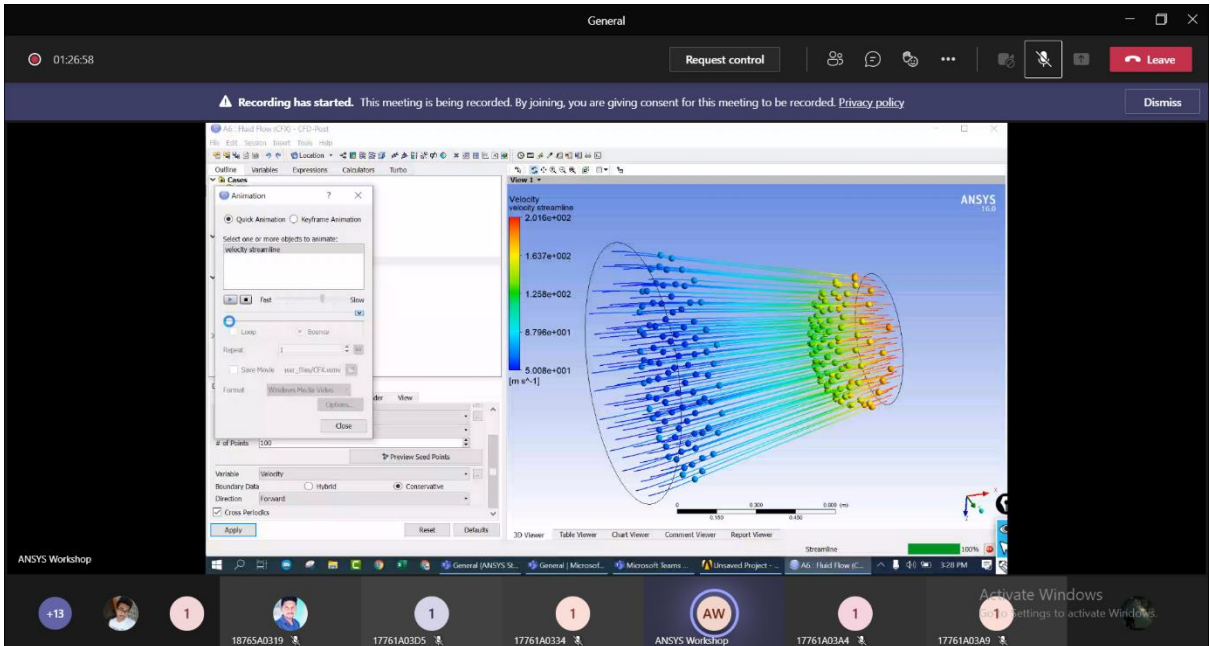 General
01:26:58
Request control
Leave
Recording has started. This meeting is being recorded. By joining, you are giving consent for this meeting to be recorded. Privacy policy
Dismiss
A6 : Fluid Flow (CFX) - CFD-Post
File Edit Session Insert Tools Help
Location
Outline Variables Expressions Calculators Turbo
Cases
View 1
Animation ? X
Quick Animation Keyframe Animation
Select one or more objects to animate:
velocity streamline
Fast Slow
Loop Bounce
Repeat 1
Save Movie
Format Windows Media Video
Options...
Close
View
# of Points 100
Preview Seed Points
Variable Velocity
Boundary Data Hybrid Conservative
Direction Forward
Cross Periodics
Apply Reset Defaults
Velocity
velocity streamline
2.016e+002
1.637e+002
1.258e+002
8.796e+001
5.008e+001
[m s^-1]
ANSYS
16.0
0 0.300 0.600 (m)
0.150 0.450
3D Viewer Table Viewer Chart Viewer Comment Viewer Report Viewer
Streamline 100%
ANSYS Workshop
General (ANSYS St... General | Microsof... Microsoft Teams ... Unsaved Project - ... A6 : Fluid Flow (C... 3:28 PM
Activate Windows
Go to Settings to activate Windows.
+13 1 1 1 AW 1 1
18765A0319 17761A03D5 17761A0334 ANSYS Workshop 17761A03A4 17761A03A9